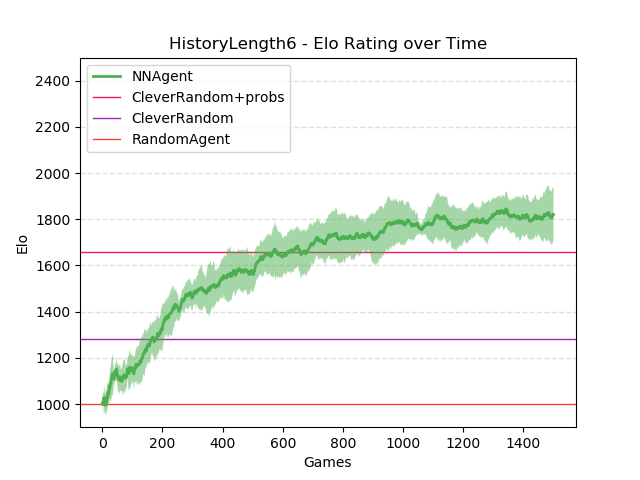 HistoryLength6 - Elo Rating over Time
NNAgent
CleverRandom+probs
CleverRandom
RandomAgent
Elo
2400
2200
2000
1800
1600
1400
1200
1000
0 200 400 600 800 1000 1200 1400
Games